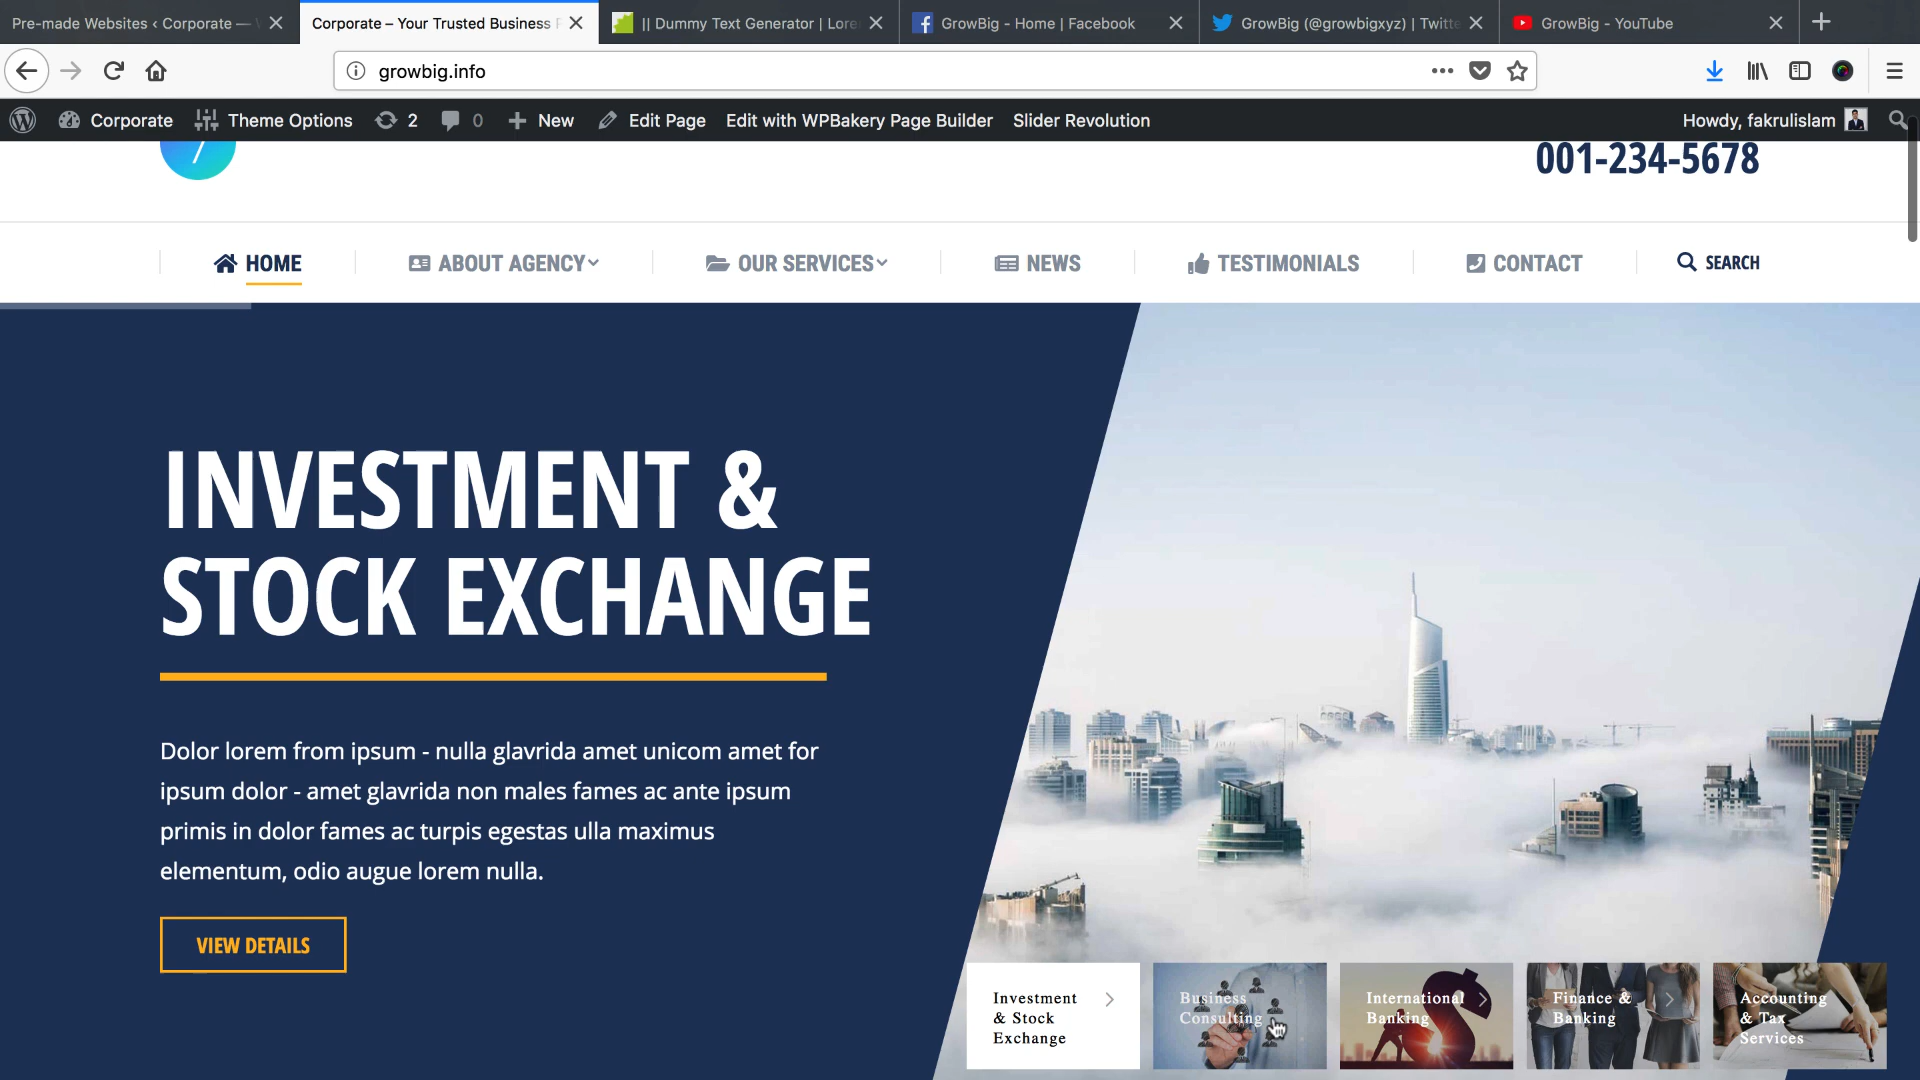 Pre-made Websites ‹ Corporate —
Corporate – Your Trusted Business
|| Dummy Text Generator | Lore
GrowBig - Home | Facebook
GrowBig (@growbigxyz) | Twitte
GrowBig - YouTube
growbig.info
Corporate
Theme Options
2
0
New
Edit Page
Edit with WPBakery Page Builder
Slider Revolution
Howdy, fakrulislam
7
001-234-5678
HOME
ABOUT AGENCY
OUR SERVICES
NEWS
TESTIMONIALS
CONTACT
SEARCH
INVESTMENT &
STOCK EXCHANGE
Dolor lorem from ipsum - nulla glavrida amet unicom amet for
ipsum dolor - amet glavrida non males fames ac ante ipsum
primis in dolor fames ac turpis egestas ulla maximus
elementum, odio augue lorem nulla.
VIEW DETAILS
Investment
& Stock
Exchange
Business
Consulting
International
Banking
Finance &
Banking
Accounting
& Tax
Services